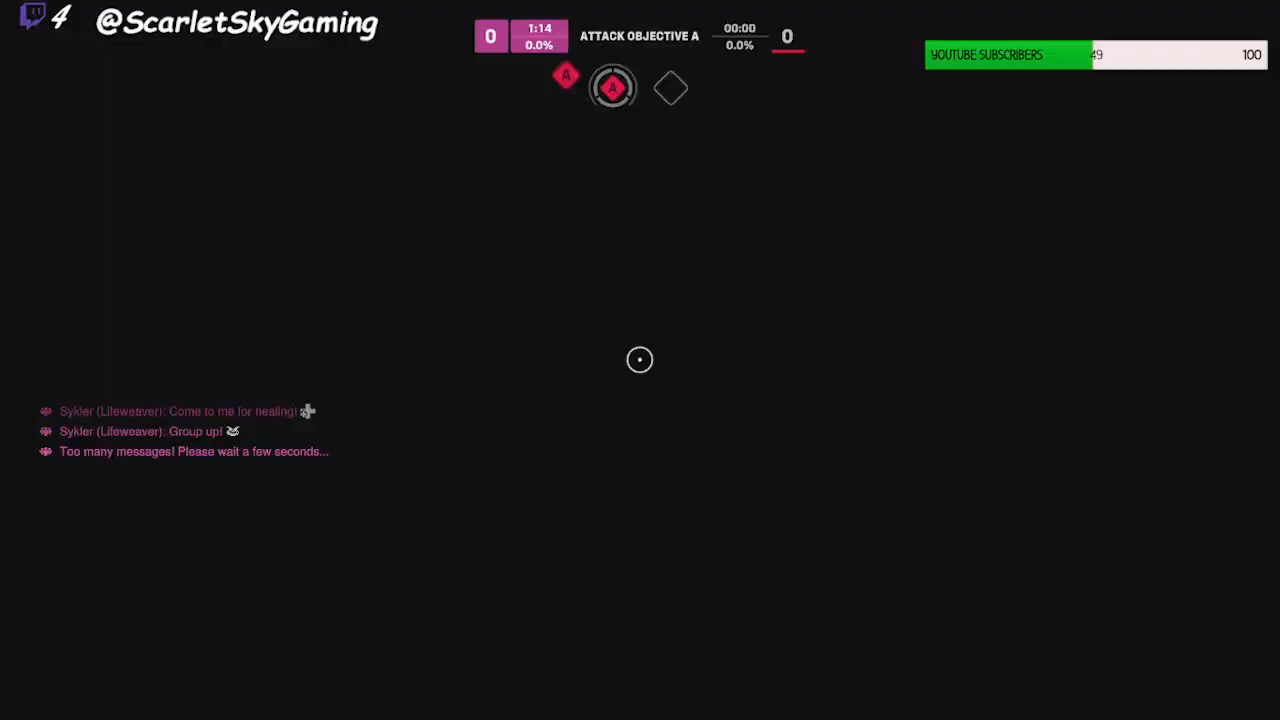 4 @ScarletSkyGaming
0 1:14 0.0% ATTACK OBJECTIVE A 00:00 0.0% 0
YOUTUBE SUBSCRIBERS 49 100
A A
Sykler (Lifeweaver): Come to me for healing!
Sykler (Lifeweaver): Group up!
Too many messages! Please wait a few seconds...